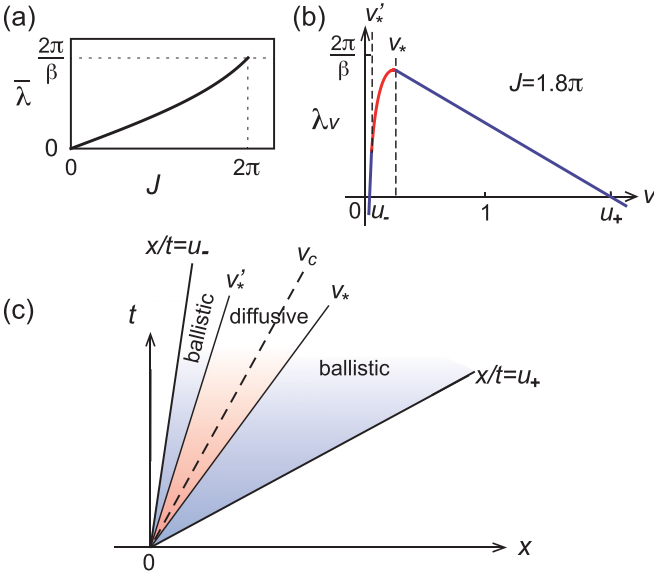 (a)
2π
β
λ̄
0
0
J
2π
(b)
v*'
v*
2π
β
J=1.8π
λv
0
u-
1
u+
v
(c)
x/t=u-
v*'
vc
v*
t
ballistic
diffusive
ballistic
x/t=u+
0
x